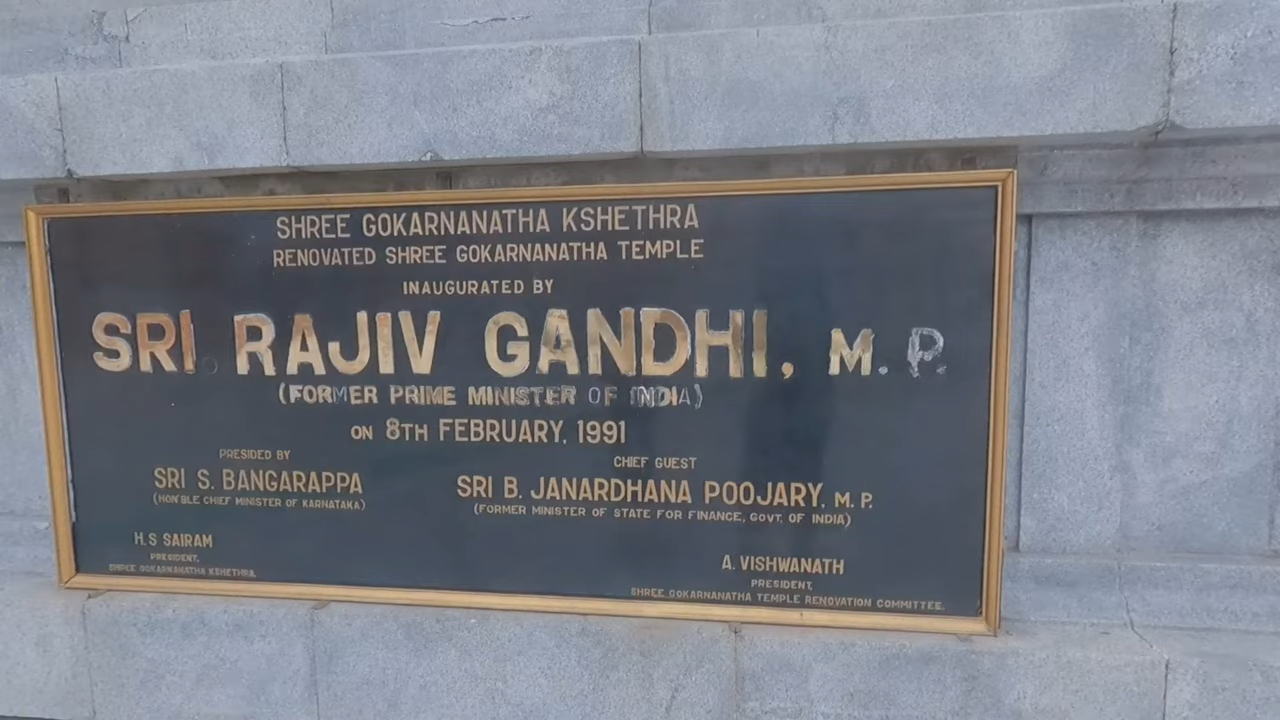 SHREE GOKARNANATHA KSHETHRA
RENOVATED SHREE GOKARNANATHA TEMPLE
INAUGURATED BY
SRI RAJIV GANDHI, M. P.
(FORMER PRIME MINISTER OF INDIA)
ON 8TH FEBRUARY, 1991
PRESIDED BY
SRI S. BANGARAPPA
(HON'BLE CHIEF MINISTER OF KARNATAKA)
CHIEF GUEST
SRI B. JANARDHANA POOJARY, M. P.
(FORMER MINISTER OF STATE FOR FINANCE, GOVT. OF INDIA)
H. S SAIRAM
PRESIDENT,
SHREE GOKARNANATHA KSHETHRA.
A. VISHWANATH
PRESIDENT,
SHREE GOKARNANATHA TEMPLE RENOVATION COMMITTEE.